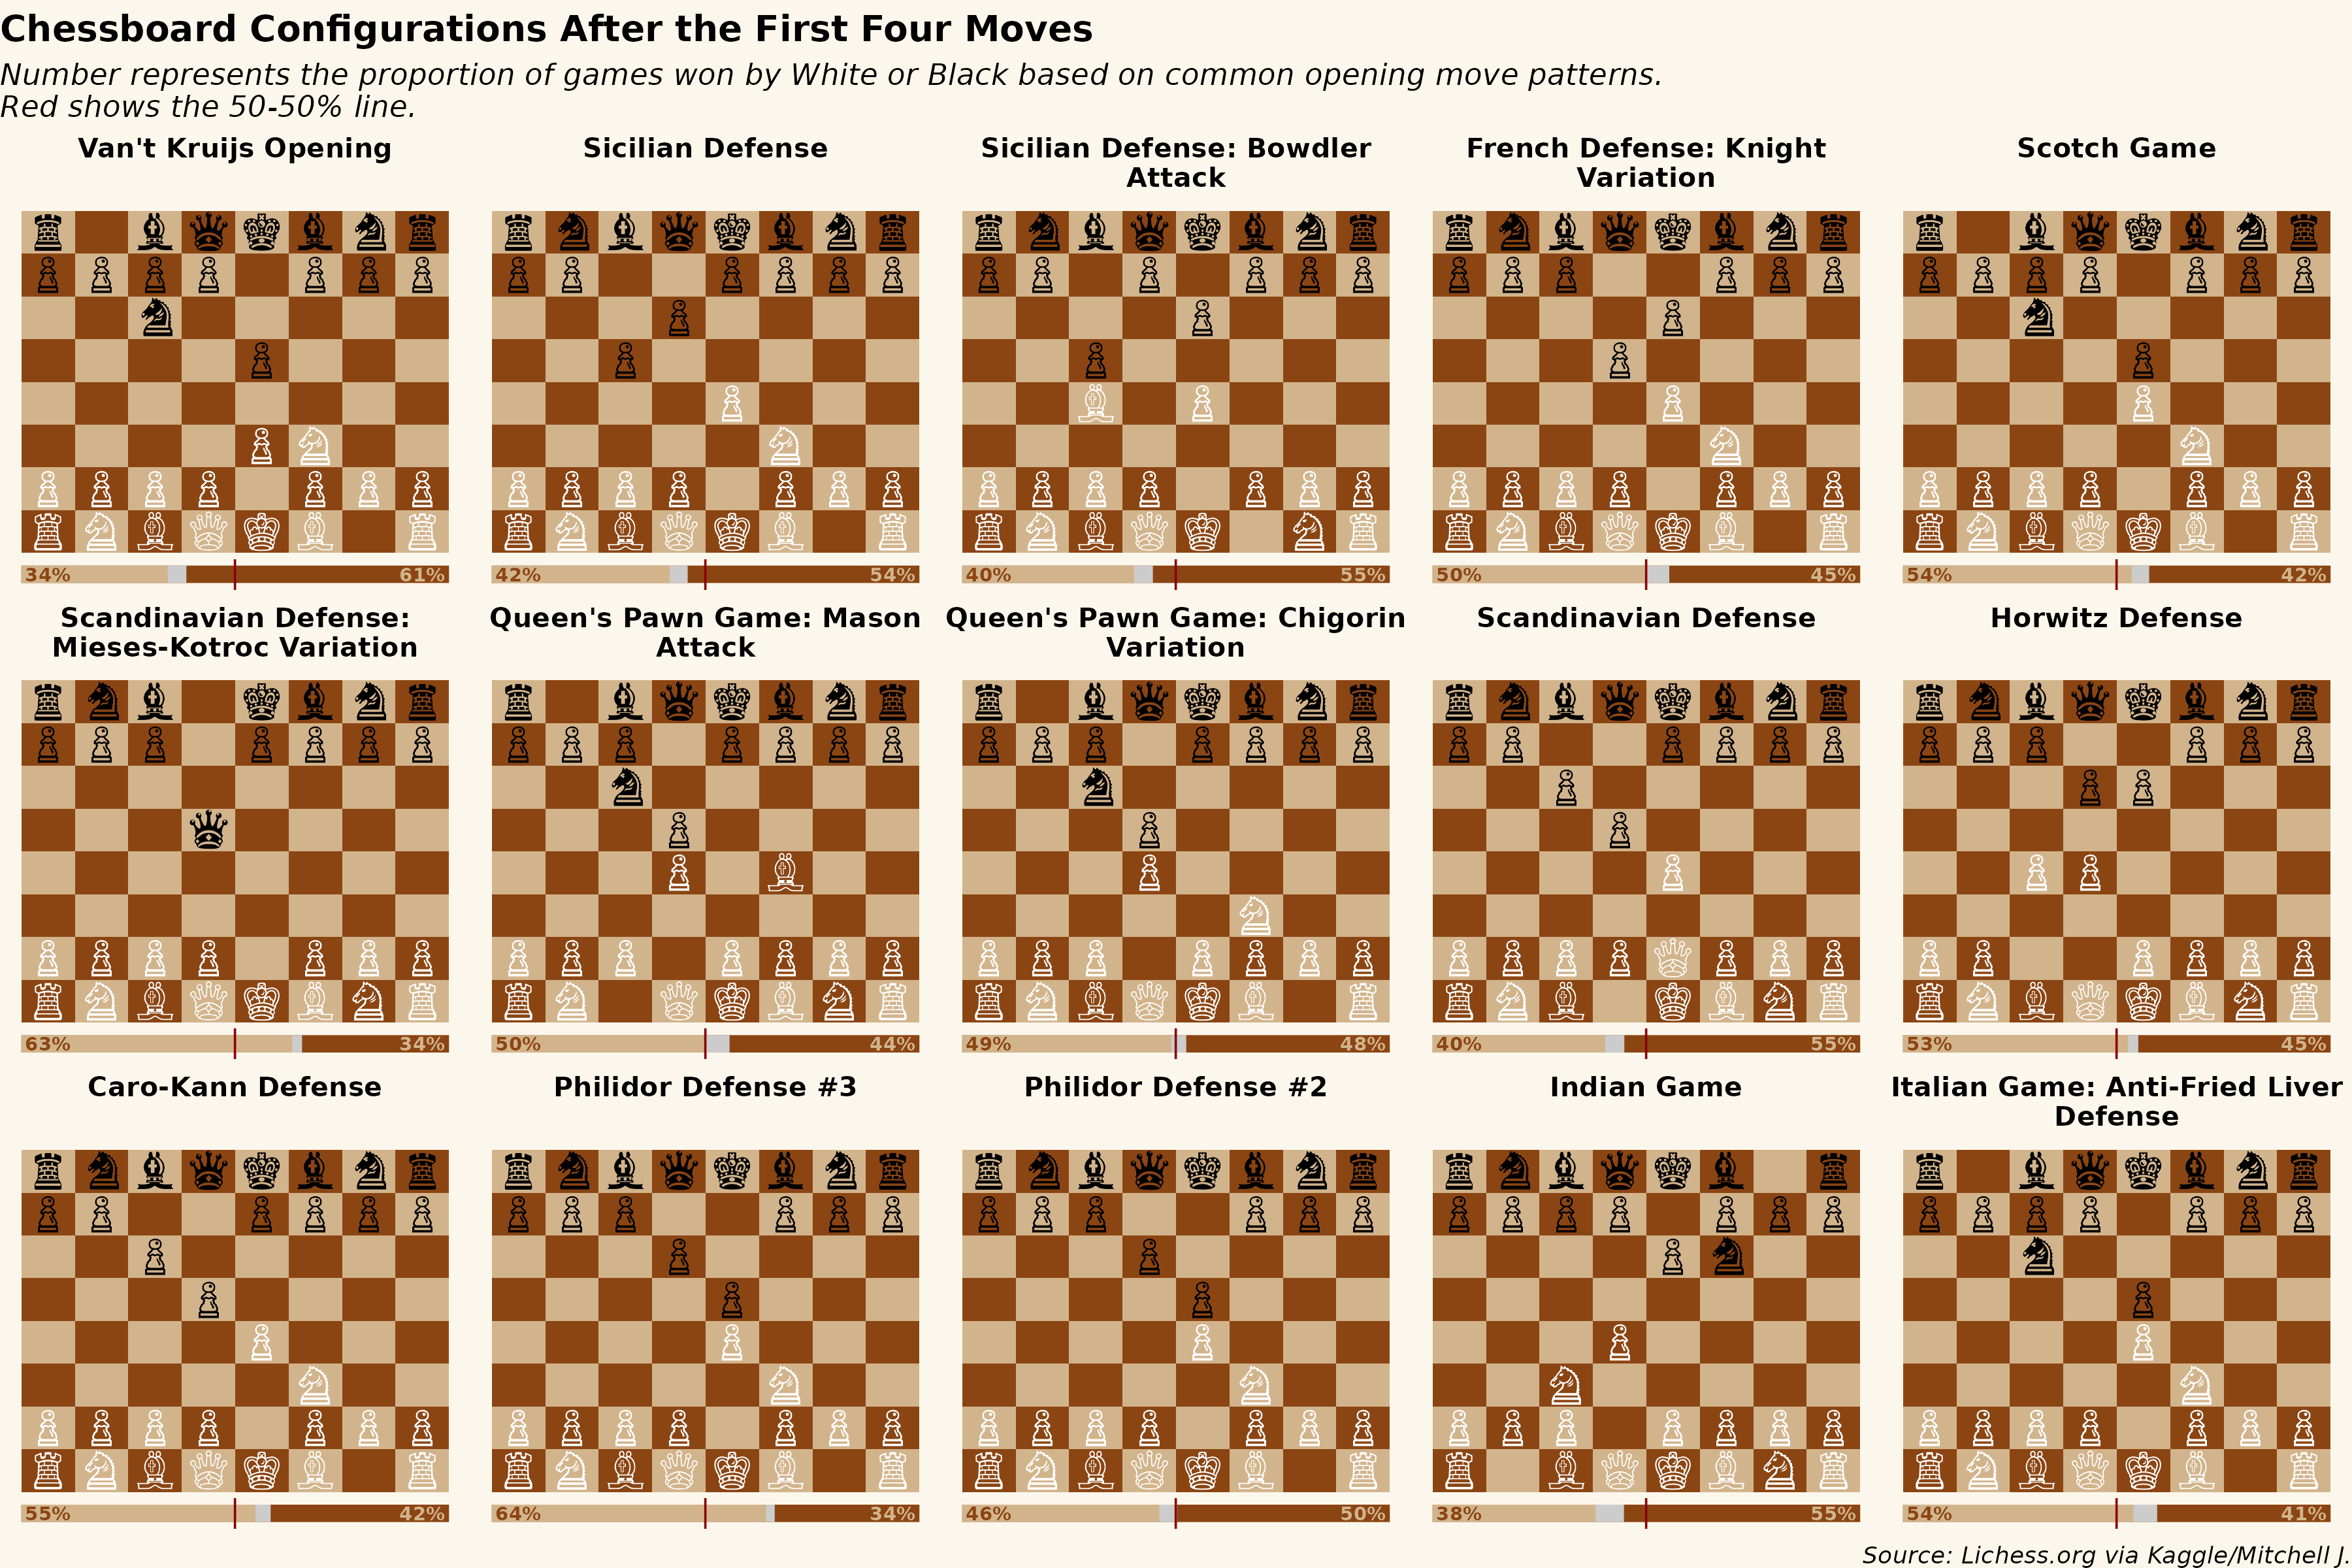 Chessboard Configurations After the First Four Moves
Number represents the proportion of games won by White or Black based on common opening move patterns.
Red shows the 50-50% line.
Van't Kruijs Opening
34% 61%
Sicilian Defense
42% 54%
Sicilian Defense: Bowdler
Attack
40% 55%
French Defense: Knight
Variation
50% 45%
Scotch Game
54% 42%
Scandinavian Defense:
Mieses-Kotroc Variation
63% 34%
Queen's Pawn Game: Mason
Attack
50% 44%
Queen's Pawn Game: Chigorin
Variation
49% 48%
Scandinavian Defense
40% 55%
Horwitz Defense
53% 45%
Caro-Kann Defense
55% 42%
Philidor Defense #3
64% 34%
Philidor Defense #2
46% 50%
Indian Game
38% 55%
Italian Game: Anti-Fried Liver
Defense
54% 41%
Source: Lichess.org via Kaggle/Mitchell J.